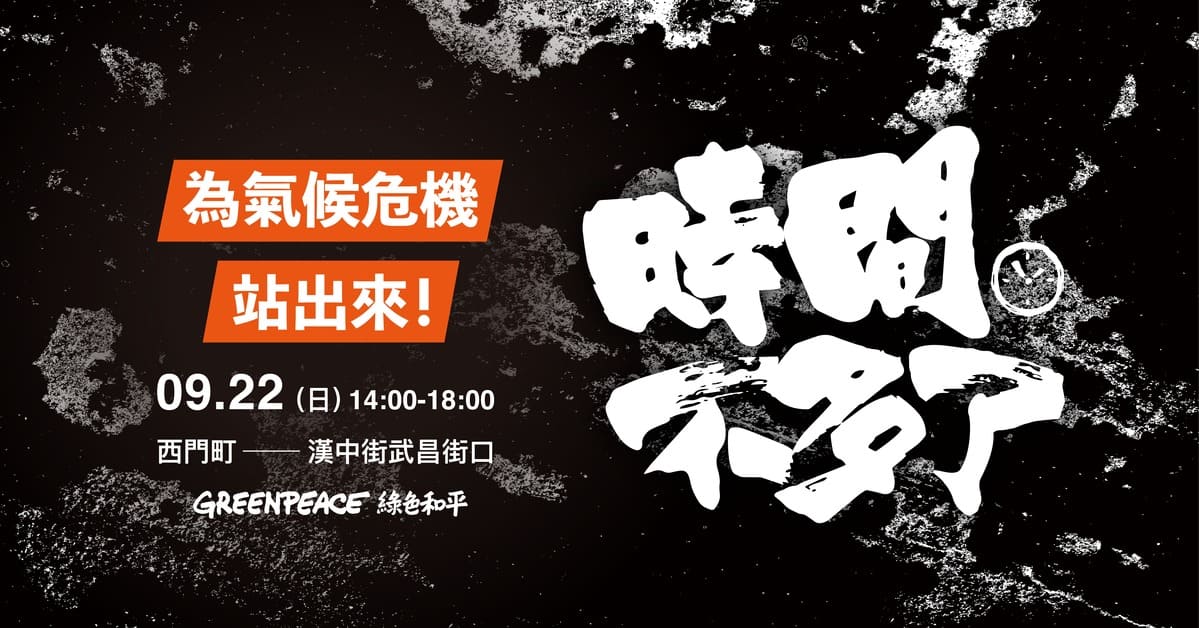 為氣候危機
站出來!
09.22 (日) 14:00-18:00
西門町 —— 漢中街武昌街口
GREENPEACE 綠色和平
時間
不多了